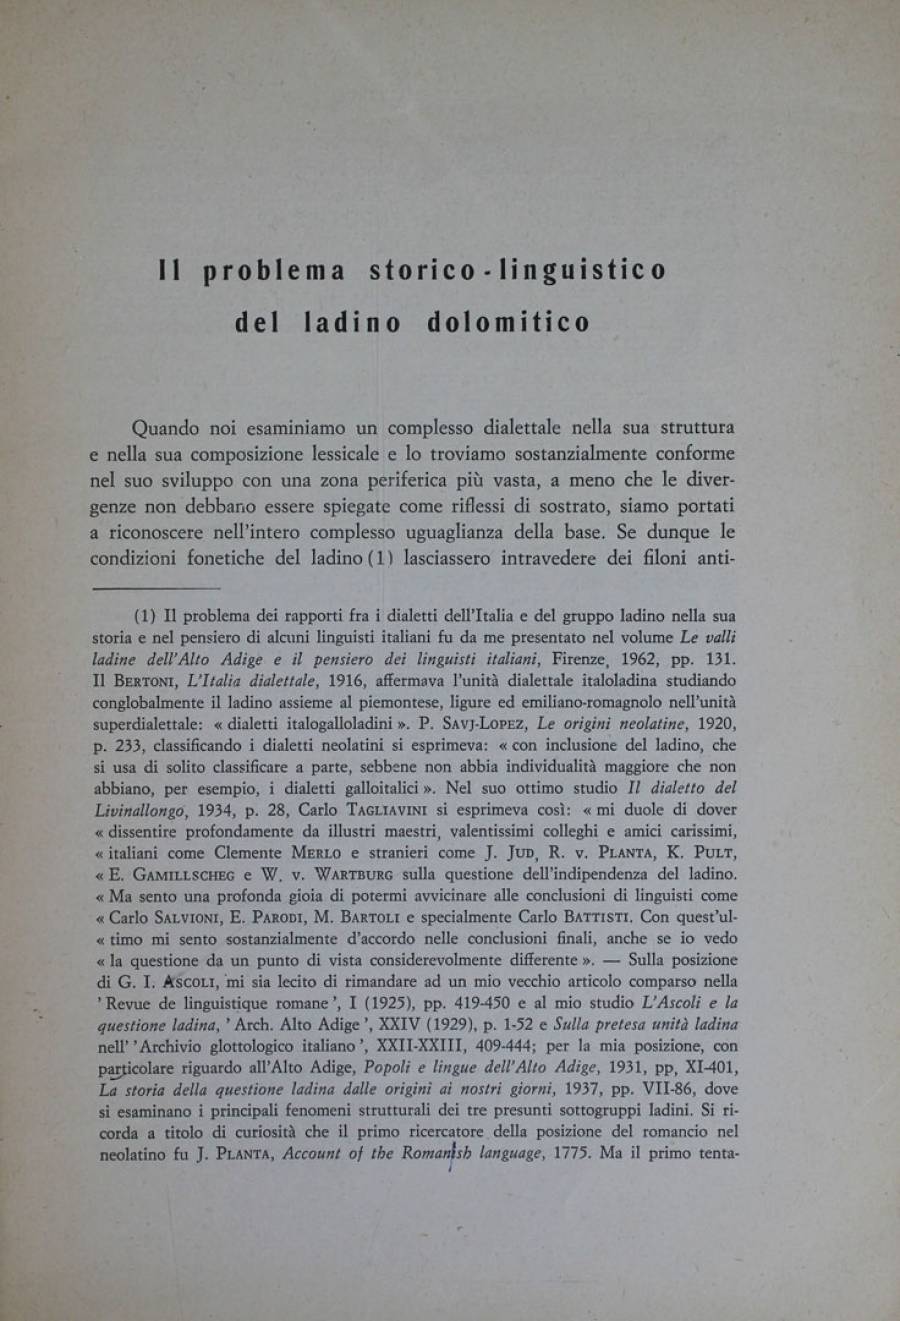 Il problema storico-linguistico
del ladino dolomitico
Quando noi esaminiamo un complesso dialettale nella sua struttura
e nella sua composizione lessicale e lo troviamo sostanzialmente conforme
nel suo sviluppo con una zona periferica più vasta, a meno che le diver-
genze non debbano essere spiegate come riflessi di sostrato, siamo portati
a riconoscere nell'intero complesso uguaglianza della base. Se dunque le
condizioni fonetiche del ladino (1) lasciassero intravedere dei filoni anti-
(1) Il problema dei rapporti fra i dialetti dell'Italia e del gruppo ladino nella sua
storia e nel pensiero di alcuni linguisti italiani fu da me presentato nel volume Le valli
ladine dell'Alto Adige e il pensiero dei linguisti italiani, Firenze, 1962, pp. 131.
Il BERTONI, L'Italia dialettale, 1916, affermava l'unità dialettale italoladina studiando
conglobalmente il ladino assieme al piemontese, ligure ed emiliano-romagnolo nell'unità
superdialettale: « dialetti italogalloladini ». P. SAVJ-LOPEZ, Le origini neolatine, 1920,
p. 233, classificando i dialetti neolatini si esprimeva: « con inclusione del ladino, che
si usa di solito classificare a parte, sebbene non abbia individualità maggiore che non
abbiano, per esempio, i dialetti galloitalici ». Nel suo ottimo studio Il dialetto del
Livinallongo, 1934, p. 28, Carlo TAGLIAVINI si esprimeva così: « mi duole di dover
« dissentire profondamente da illustri maestri, valentissimi colleghi e amici carissimi,
« italiani come Clemente MERLO e stranieri come J. JUD, R. v. PLANTA, K. PULT,
« E. GAMILLSCHEG e W. v. WARTBURG sulla questione dell'indipendenza del ladino.
« Ma sento una profonda gioia di potermi avvicinare alle conclusioni di linguisti come
« Carlo SALVIONI, E. PARODI, M. BARTOLI e specialmente Carlo BATTISTI. Con quest'ul-
« timo mi sento sostanzialmente d'accordo nelle conclusioni finali, anche se io vedo
« la questione da un punto di vista considerevolmente differente ». — Sulla posizione
di G. I. ASCOLI, mi sia lecito di rimandare ad un mio vecchio articolo comparso nella
' Revue de linguistique romane ', I (1925), pp. 419-450 e al mio studio L'Ascoli e la
questione ladina, ' Arch. Alto Adige ', XXIV (1929), p. 1-52 e Sulla pretesa unità ladina
nell' ' Archivio glottologico italiano ', XXII-XXIII, 409-444; per la mia posizione, con
particolare riguardo all'Alto Adige, Popoli e lingue dell'Alto Adige, 1931, pp, XI-401,
La storia della questione ladina dalle origini ai nostri giorni, 1937, pp. VII-86, dove
si esaminano i principali fenomeni strutturali dei tre presunti sottogruppi ladini. Si ri-
corda a titolo di curiosità che il primo ricercatore della posizione del romancio nel
neolatino fu J. PLANTA, Account of the Romansh language, 1775. Ma il primo tenta-